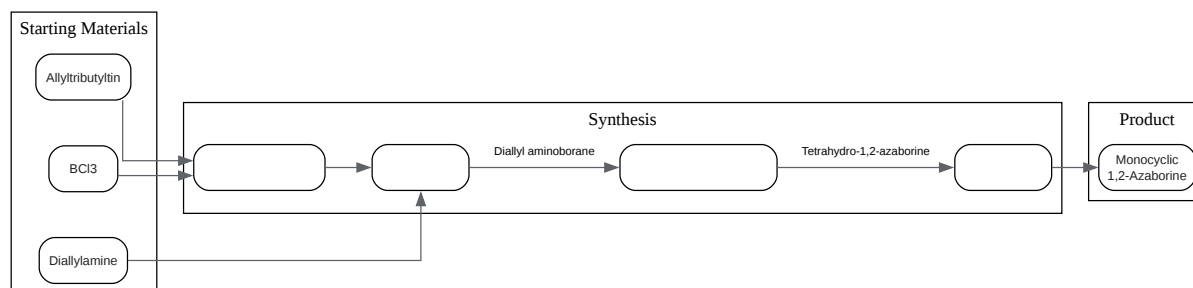 Starting Materials
Allyltributyltin
BCl3
Diallylamine
Synthesis
Diallyl aminoborane
Tetrahydro-1,2-azaborine
Product
Monocyclic
1,2-Azaborine